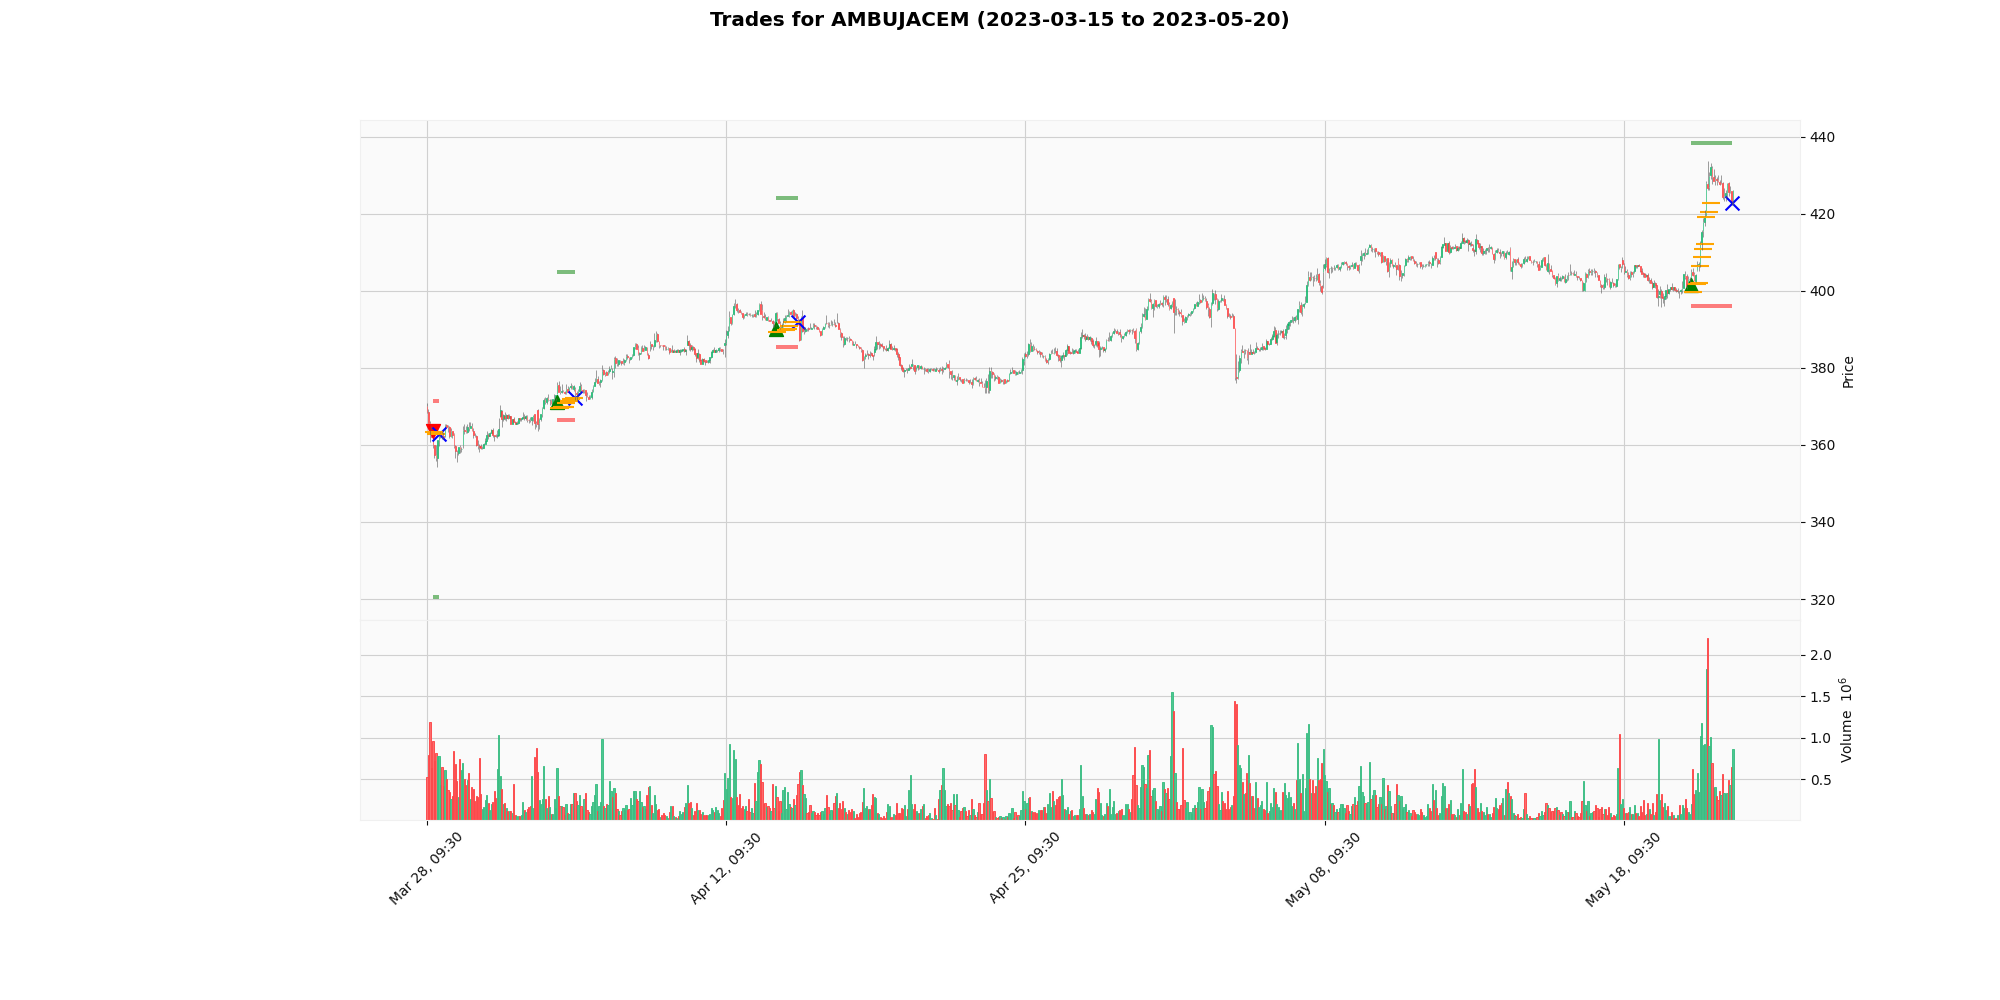 Trades for AMBUJACEM (2023-03-15 to 2023-05-20)
440
420
400
380
360
340
320
Price
2.0
1.5
1.0
0.5
Volume 10⁶
Mar 28, 09:30
Apr 12, 09:30
Apr 25, 09:30
May 08, 09:30
May 18, 09:30